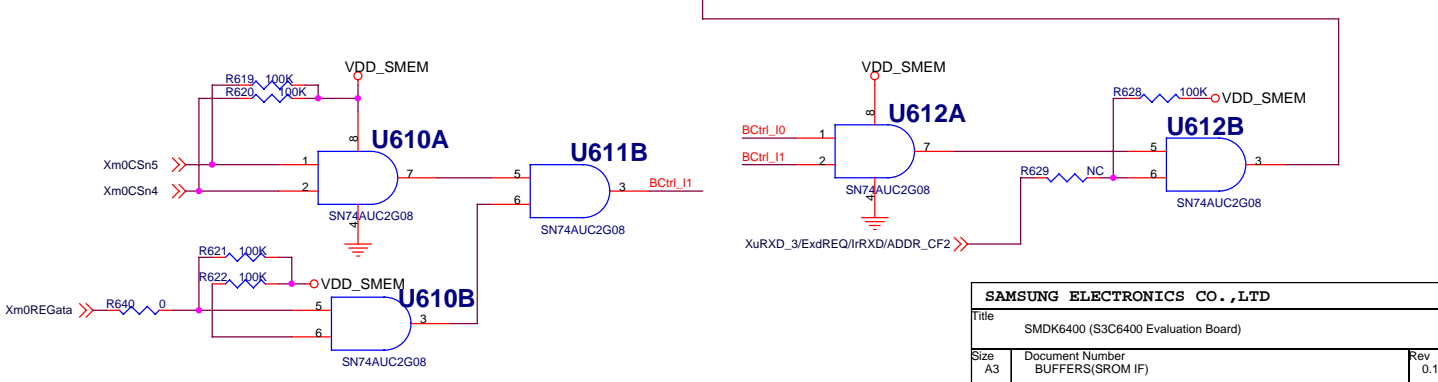 VDD_SMEM
R619 100K
R620 100K
8
U610A
Xm0CSn5
1
7
Xm0CSn4
2
SN74AUC2G08
4
U611B
5
3
BCtrl_I1
6
SN74AUC2G08
R621 100K
R622 100K
VDD_SMEM
U610B
Xm0REGata
R640 0
5
3
6
SN74AUC2G08
VDD_SMEM
8
U612A
BCtrl_I0
1
7
BCtrl_I1
2
SN74AUC2G08
4
R628 100K
VDD_SMEM
U612B
5
3
R629 NC
6
SN74AUC2G08
XuRXD_3/ExdREQ/IrRXD/ADDR_CF2
SAMSUNG ELECTRONICS CO.,LTD
Title
SMDK6400 (S3C6400 Evaluation Board)
Size
A3
Document Number
BUFFERS(SROM IF)
Rev
0.1